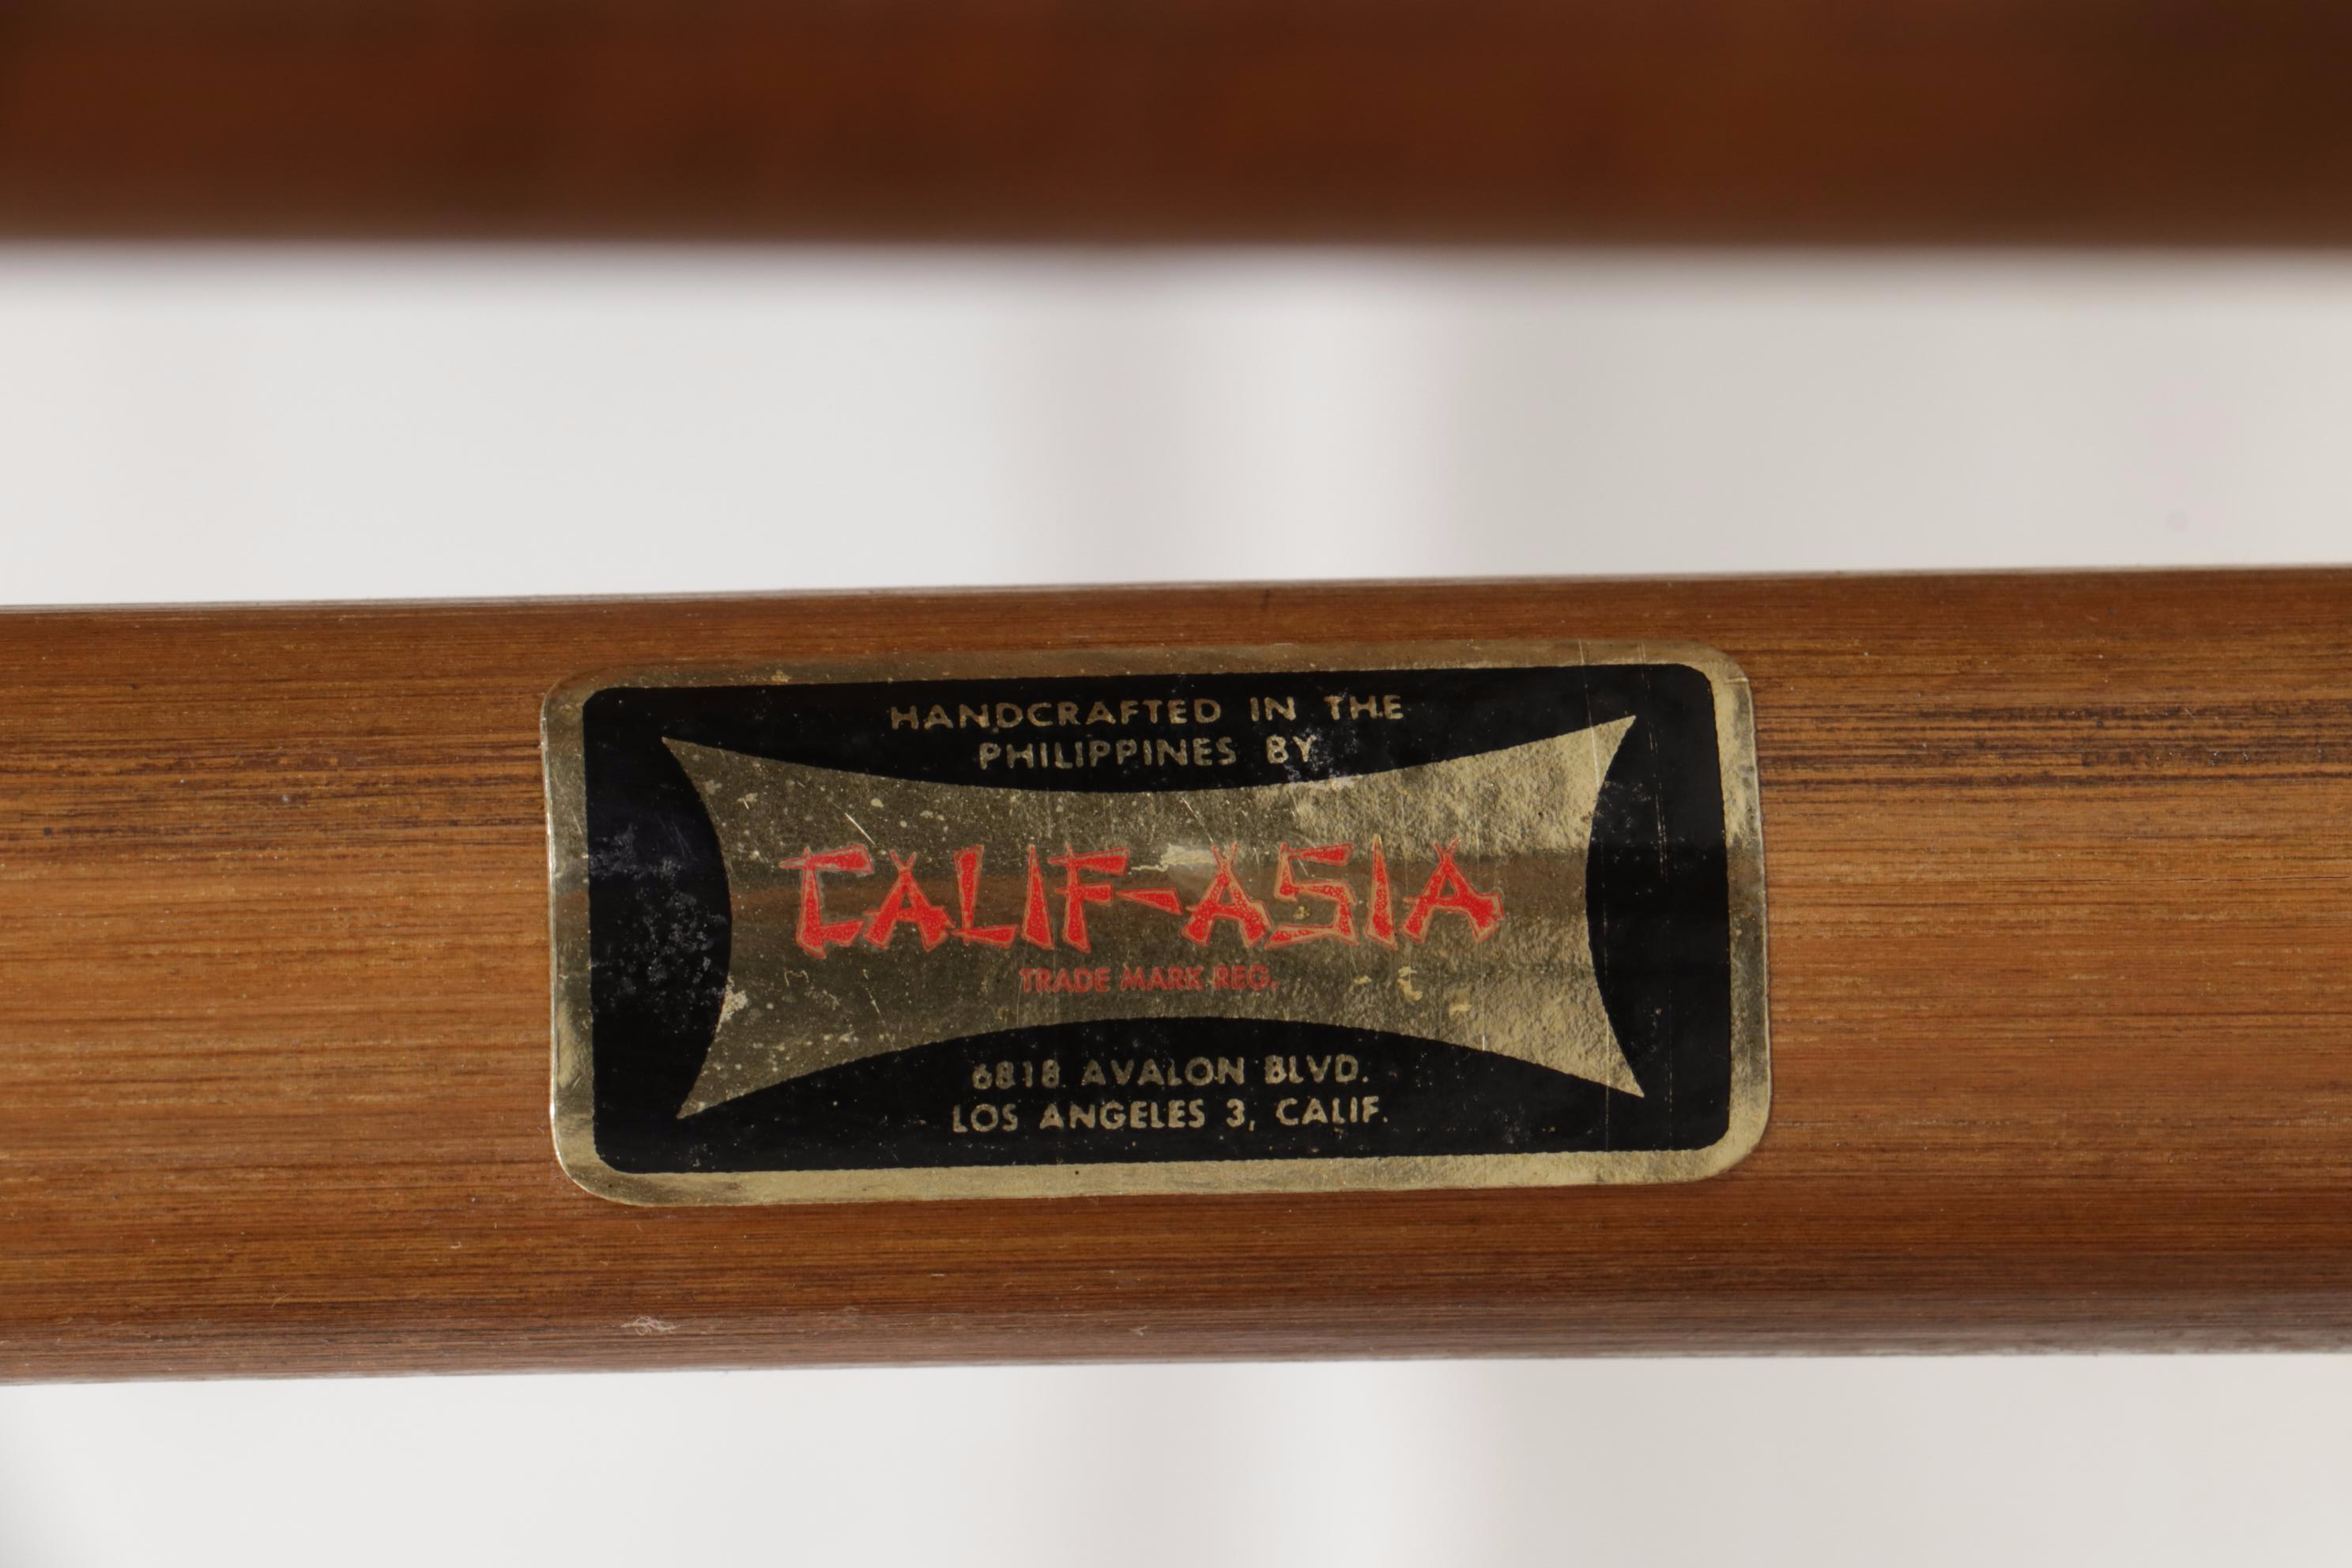 HANDCRAFTED IN THE
PHILIPPINES BY
CALIF-ASIA
TRADE MARK REG.
6818 AVALON BLVD.
LOS ANGELES 3, CALIF.